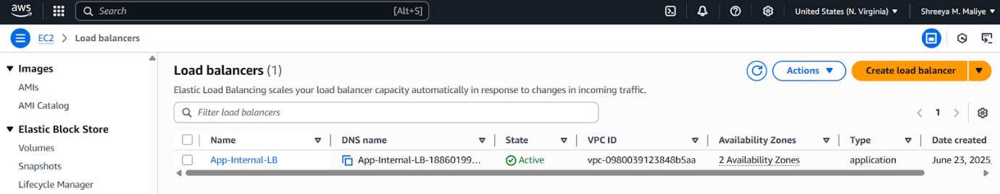 aws Search [Alt+S] United States (N. Virginia) Shreeya M. Maliye
EC2 > Load balancers
Images
AMIs
AMI Catalog
Elastic Block Store
Volumes
Snapshots
Lifecycle Manager
Load balancers (1) Actions Create load balancer
Elastic Load Balancing scales your load balancer capacity automatically in response to changes in incoming traffic.
Filter load balancers 1
Name DNS name State VPC ID Availability Zones Type Date created
App-Internal-LB App-Internal-LB-18860199... Active vpc-0980039123848b5aa 2 Availability Zones application June 23, 2025,